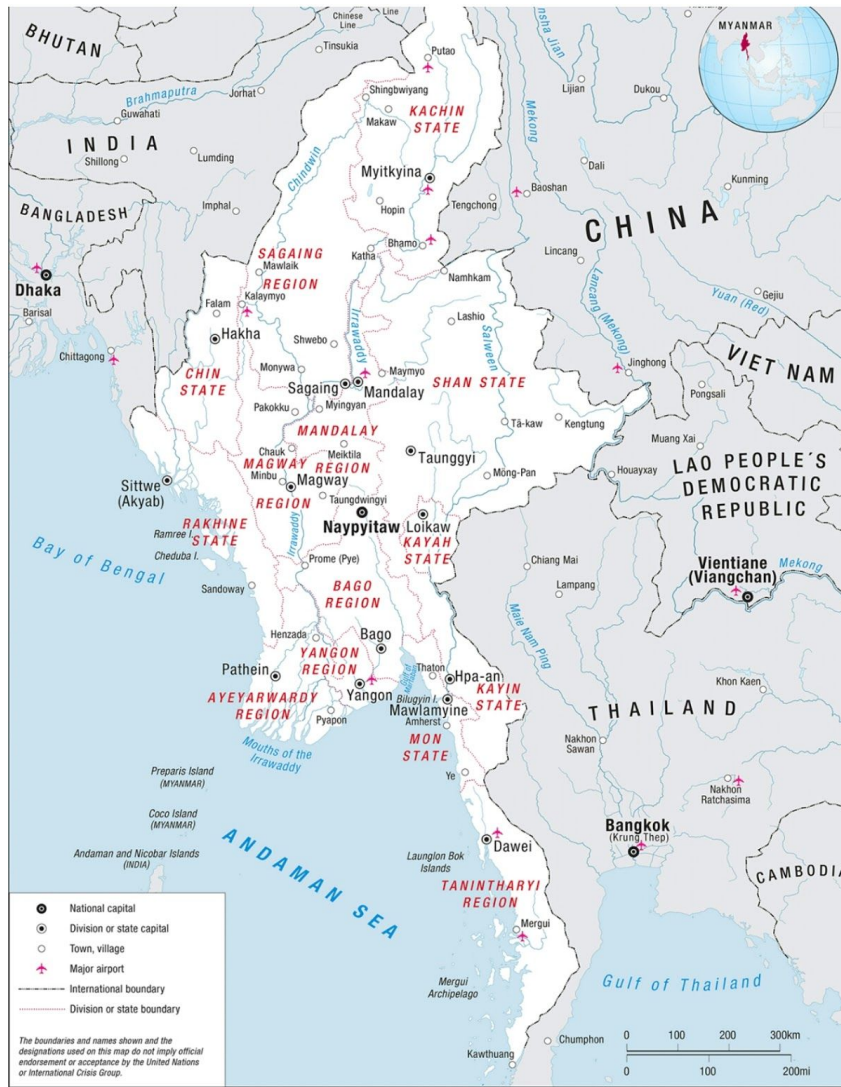 Chinese
Line
Line
BHUTAN
Tinsukia
Putao
nsha Jian
MYANMAR
Lijian
Dukou
Brahmaputra
Jorhat
Shingbwiyang
Makaw
KACHIN
STATE
Mekong
Guwahati
INDIA
Shillong
Lumding
Chindwin
Dali
Kunming
Myitkyina
Baoshan
Tengchong
Imphal
Hopin
BANGLADESH
CHINA
Bhamo
Katha
SAGAING
REGION
Mawlaik
Namhkam
Lincang
Dhaka
Lancang (Mekong)
Yuan (Red)
Gejiu
Barisal
Falam
Kalaymyo
Irrawaddy
Lashio
Salween
Hakha
Shwebo
Chittagong
Jinghong
VIET NAM
CHIN
STATE
Monywa
Maymyo
SHAN STATE
Sagaing
Mandalay
Pongsali
Pakokku
Myingyan
Tā-kaw
Kengtung
MANDALAY
REGION
Chauk
Meiktila
Taunggyi
Muang Xai
MAGWAY
REGION
Minbu
Magway
Möng-Pan
Houayxay
LAO PEOPLE´S
DEMOCRATIC
REPUBLIC
Sittwe
(Akyab)
Taungdwingyi
Naypyitaw
Loikaw
RAKHINE
STATE
Ramree I.
Cheduba I.
Irrawaddy
KAYAH
STATE
Bay of Bengal
Prome (Pye)
Chiang Mai
Vientiane
(Viangchan)
Mekong
Sandoway
BAGO
REGION
Lampang
Maie Nam Ping
Henzada
Bago
YANGON
REGION
Pathein
Thaton
Hpa-an
Khon Kaen
AYEYARWARDY
REGION
Yangon
Bilugyin I.
KAYIN
STATE
Mawlamyine
Pyapon
Amherst
THAILAND
MON
STATE
Mouths of the
Irrawaddy
Nakhon
Sawan
Preparis Island
(MYANMAR)
Ye
Nakhon
Ratchasima
Coco Island
(MYANMAR)
Bangkok
(Krung Thep)
Dawei
Andaman and Nicobar Islands
(INDIA)
ANDAMAN SEA
Launglon Bok
Islands
CAMBODIA
TANINTHARYI
REGION
National capital
Division or state capital
Town, village
Major airport
International boundary
Division or state boundary
Mergui
Mergui
Archipelago
Gulf of Thailand
The boundaries and names shown and the
designations used on this map do not imply official
endorsement or acceptance by the United Nations
or International Crisis Group.
Kawthuang
Chumphon
0 100 200 300km
0 100 200mi